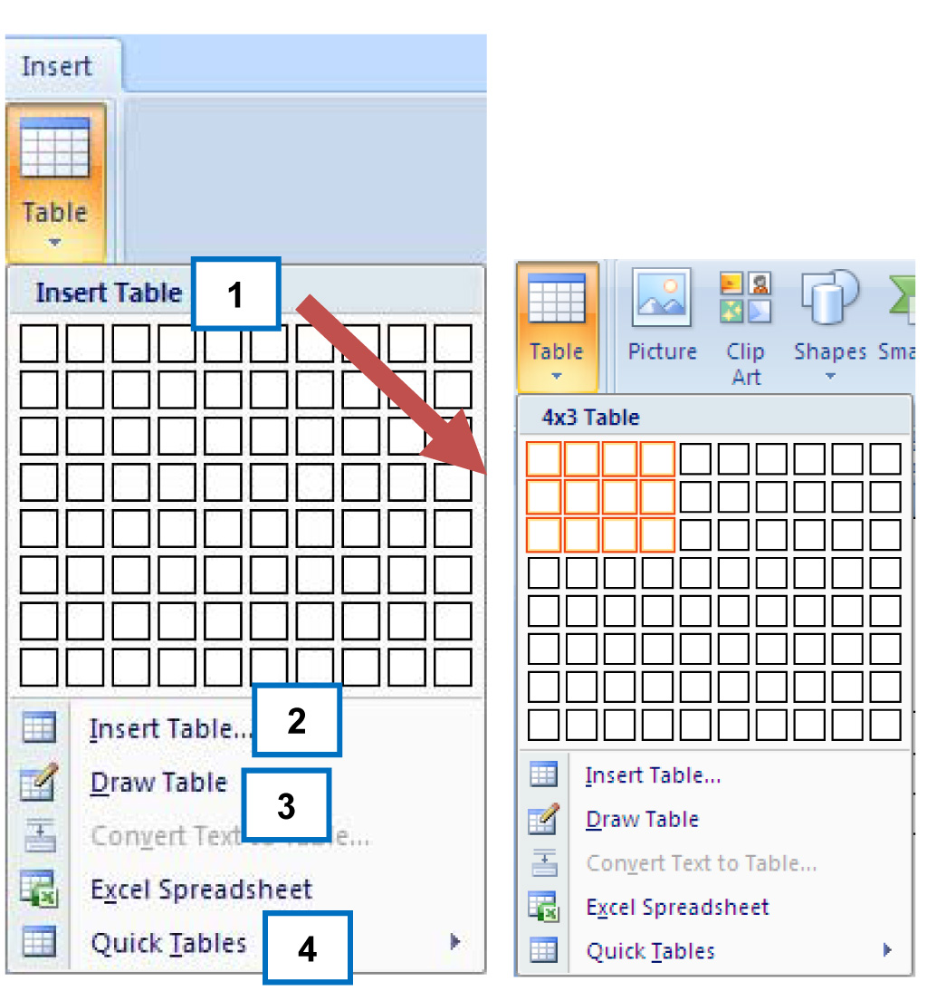 Insert
Table
Insert Table 1
Insert Table... 2
Draw Table
3
Convert Text to Table...
Excel Spreadsheet
Quick Tables 4
Table Picture Clip Art Shapes Sma
4x3 Table
Insert Table...
Draw Table
Convert Text to Table...
Excel Spreadsheet
Quick Tables